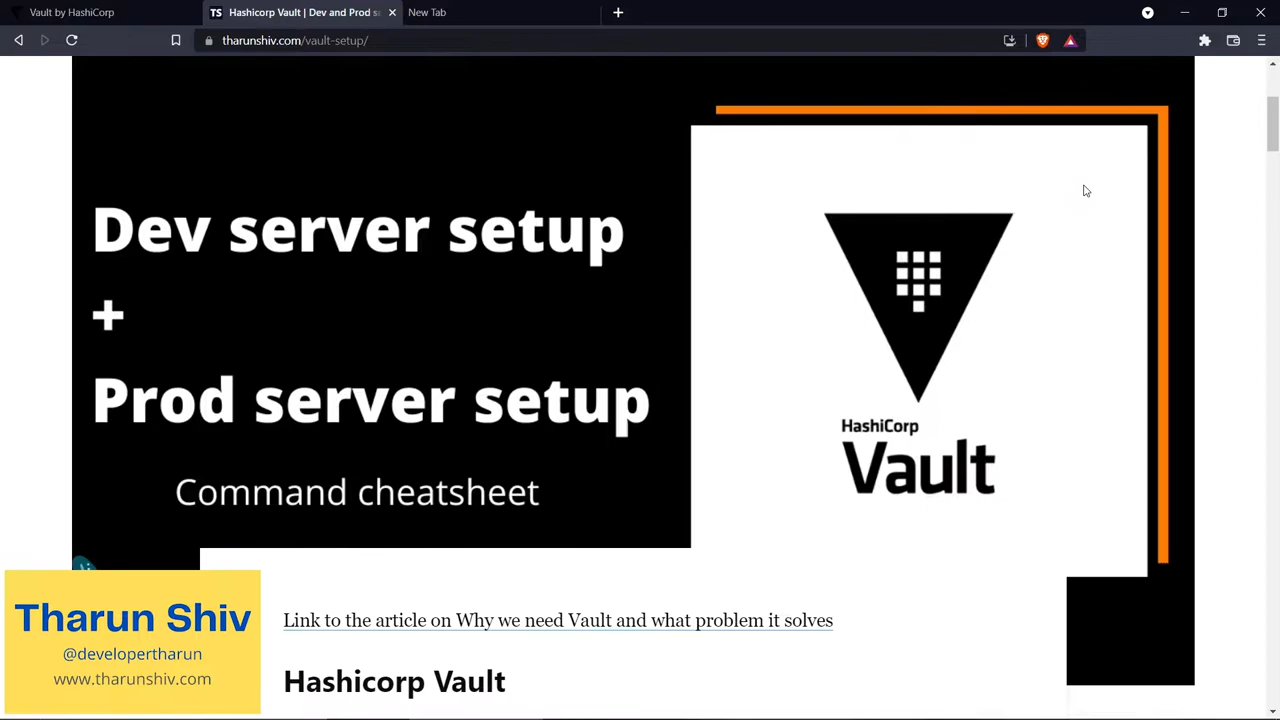 Vault by HashiCorp
TS Hashicorp Vault | Dev and Prod s
New Tab
tharunshiv.com/vault-setup/
Dev server setup
+
Prod server setup
Command cheatsheet
HashiCorp
Vault
Link to the article on Why we need Vault and what problem it solves
Hashicorp Vault
Tharun Shiv
@developertharun
www.tharunshiv.com